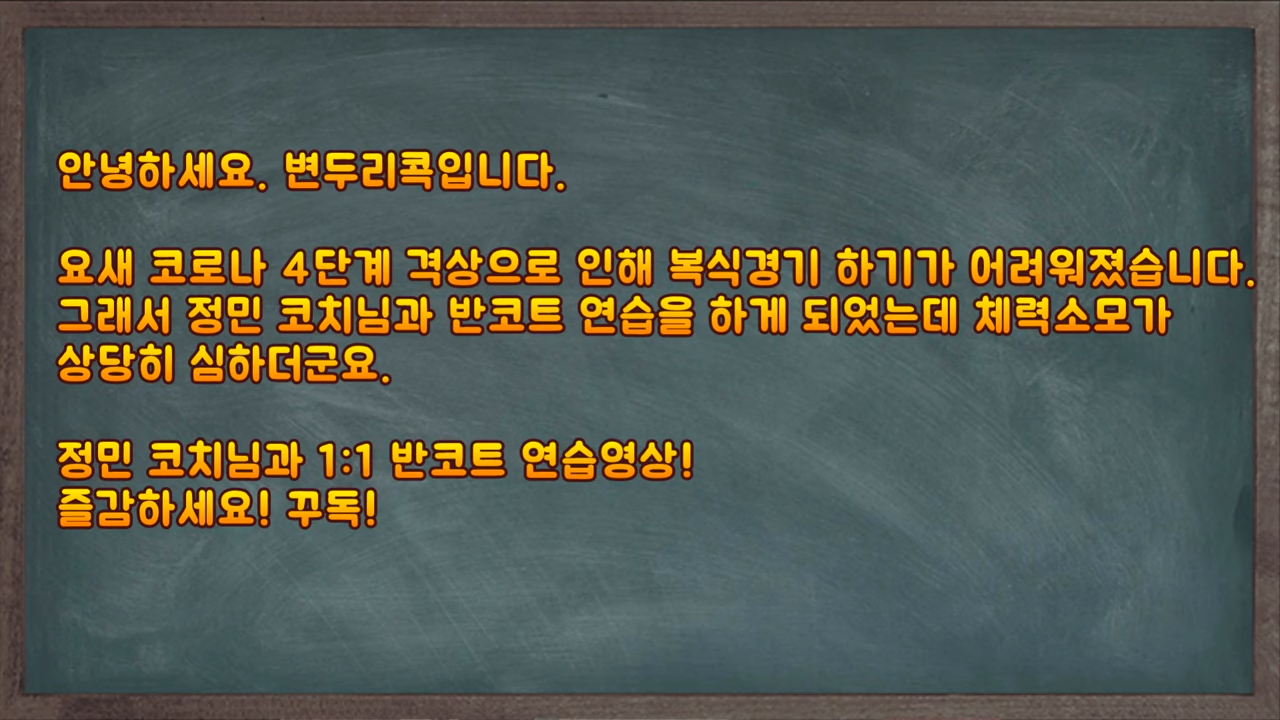 안녕하세요. 변두리콕입니다.
요새 코로나 4단계 격상으로 인해 복식경기 하기가 어려워졌습니다.
그래서 정민 코치님과 반코트 연습을 하게 되었는데 체력소모가
상당히 심하더군요.
정민 코치님과 1:1 반코트 연습영상!
즐감하세요! 꾸독!